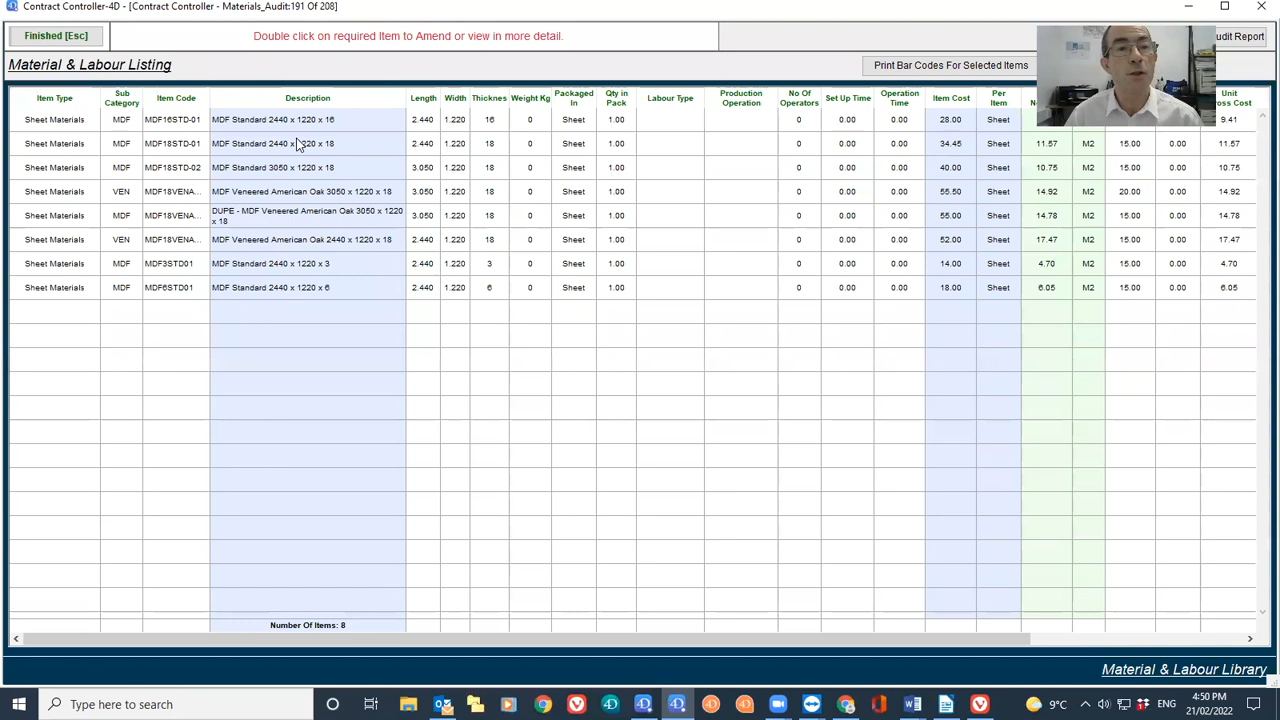 Contract Controller-4D - [Contract Controller - Materials_Audit:191 Of 208]
Finished [Esc]
Double click on required Item to Amend or view in more detail.
udit Report
Material & Labour Listing
Print Bar Codes For Selected Items
Item Type Sub Category Item Code Description Length Width Thicknes Weight Kg Packaged In Qty in Pack Labour Type Production Operation No Of Operators Set Up Time Operation Time Item Cost Per Item Unit
Sheet Materials MDF MDF16STD-01 MDF Standard 2440 x 1220 x 16 2.440 1.220 16 0 Sheet 1.00 0 0.00 0.00 28.00 Sheet 9.41
Sheet Materials MDF MDF18STD-01 MDF Standard 2440 x 1220 x 18 2.440 1.220 18 0 Sheet 1.00 0 0.00 0.00 34.45 Sheet 11.57 M2 15.00 0.00 11.57
Sheet Materials MDF MDF18STD-02 MDF Standard 3050 x 1220 x 18 3.050 1.220 18 0 Sheet 1.00 0 0.00 0.00 40.00 Sheet 10.75 M2 15.00 0.00 10.75
Sheet Materials VEN MDF18VENA... MDF Veneered American Oak 3050 x 1220 x 18 3.050 1.220 18 0 Sheet 1.00 0 0.00 0.00 55.50 Sheet 14.92 M2 20.00 0.00 14.92
Sheet Materials MDF MDF18VENA... DUPE - MDF Veneered American Oak 3050 x 1220 x 18 3.050 1.220 18 0 Sheet 1.00 0 0.00 0.00 55.00 Sheet 14.78 M2 15.00 0.00 14.78
Sheet Materials VEN MDF18VENA... MDF Veneered American Oak 2440 x 1220 x 18 2.440 1.220 18 0 Sheet 1.00 0 0.00 0.00 52.00 Sheet 17.47 M2 15.00 0.00 17.47
Sheet Materials MDF MDF3STD01 MDF Standard 2440 x 1220 x 3 2.440 1.220 3 0 Sheet 1.00 0 0.00 0.00 14.00 Sheet 4.70 M2 15.00 0.00 4.70
Sheet Materials MDF MDF6STD01 MDF Standard 2440 x 1220 x 6 2.440 1.220 6 0 Sheet 1.00 0 0.00 0.00 18.00 Sheet 6.05 M2 15.00 0.00 6.05
Number Of Items: 8
Material & Labour Library
Type here to search
9°C
ENG
4:50 PM
21/02/2022